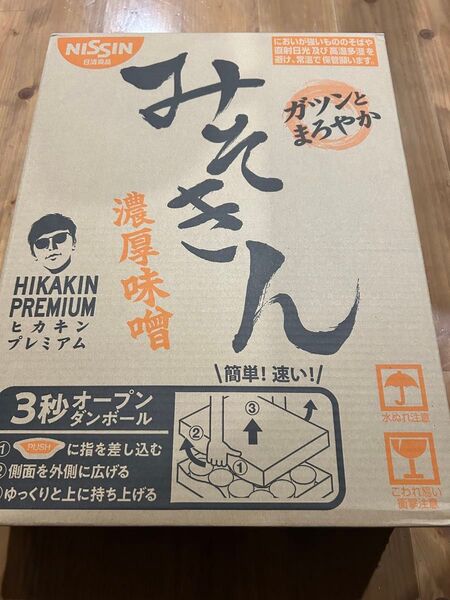 NISSIN
日清食品
においが強いもののそばや
直射日光及び高温多湿を
避け、常温で保管願います。
みそきん
ガツンと
まろやか
濃厚味噌
HIKAKIN
PREMIUM
ヒカキン
プレミアム
\簡単!速い!/
3秒オープン
ダンボール
① PUSH に指を差し込む
②側面を外側に広げる
ゆっくりと上に持ち上げる
③
②
①
水ぬれ注意
こわれ易い
衝撃注意